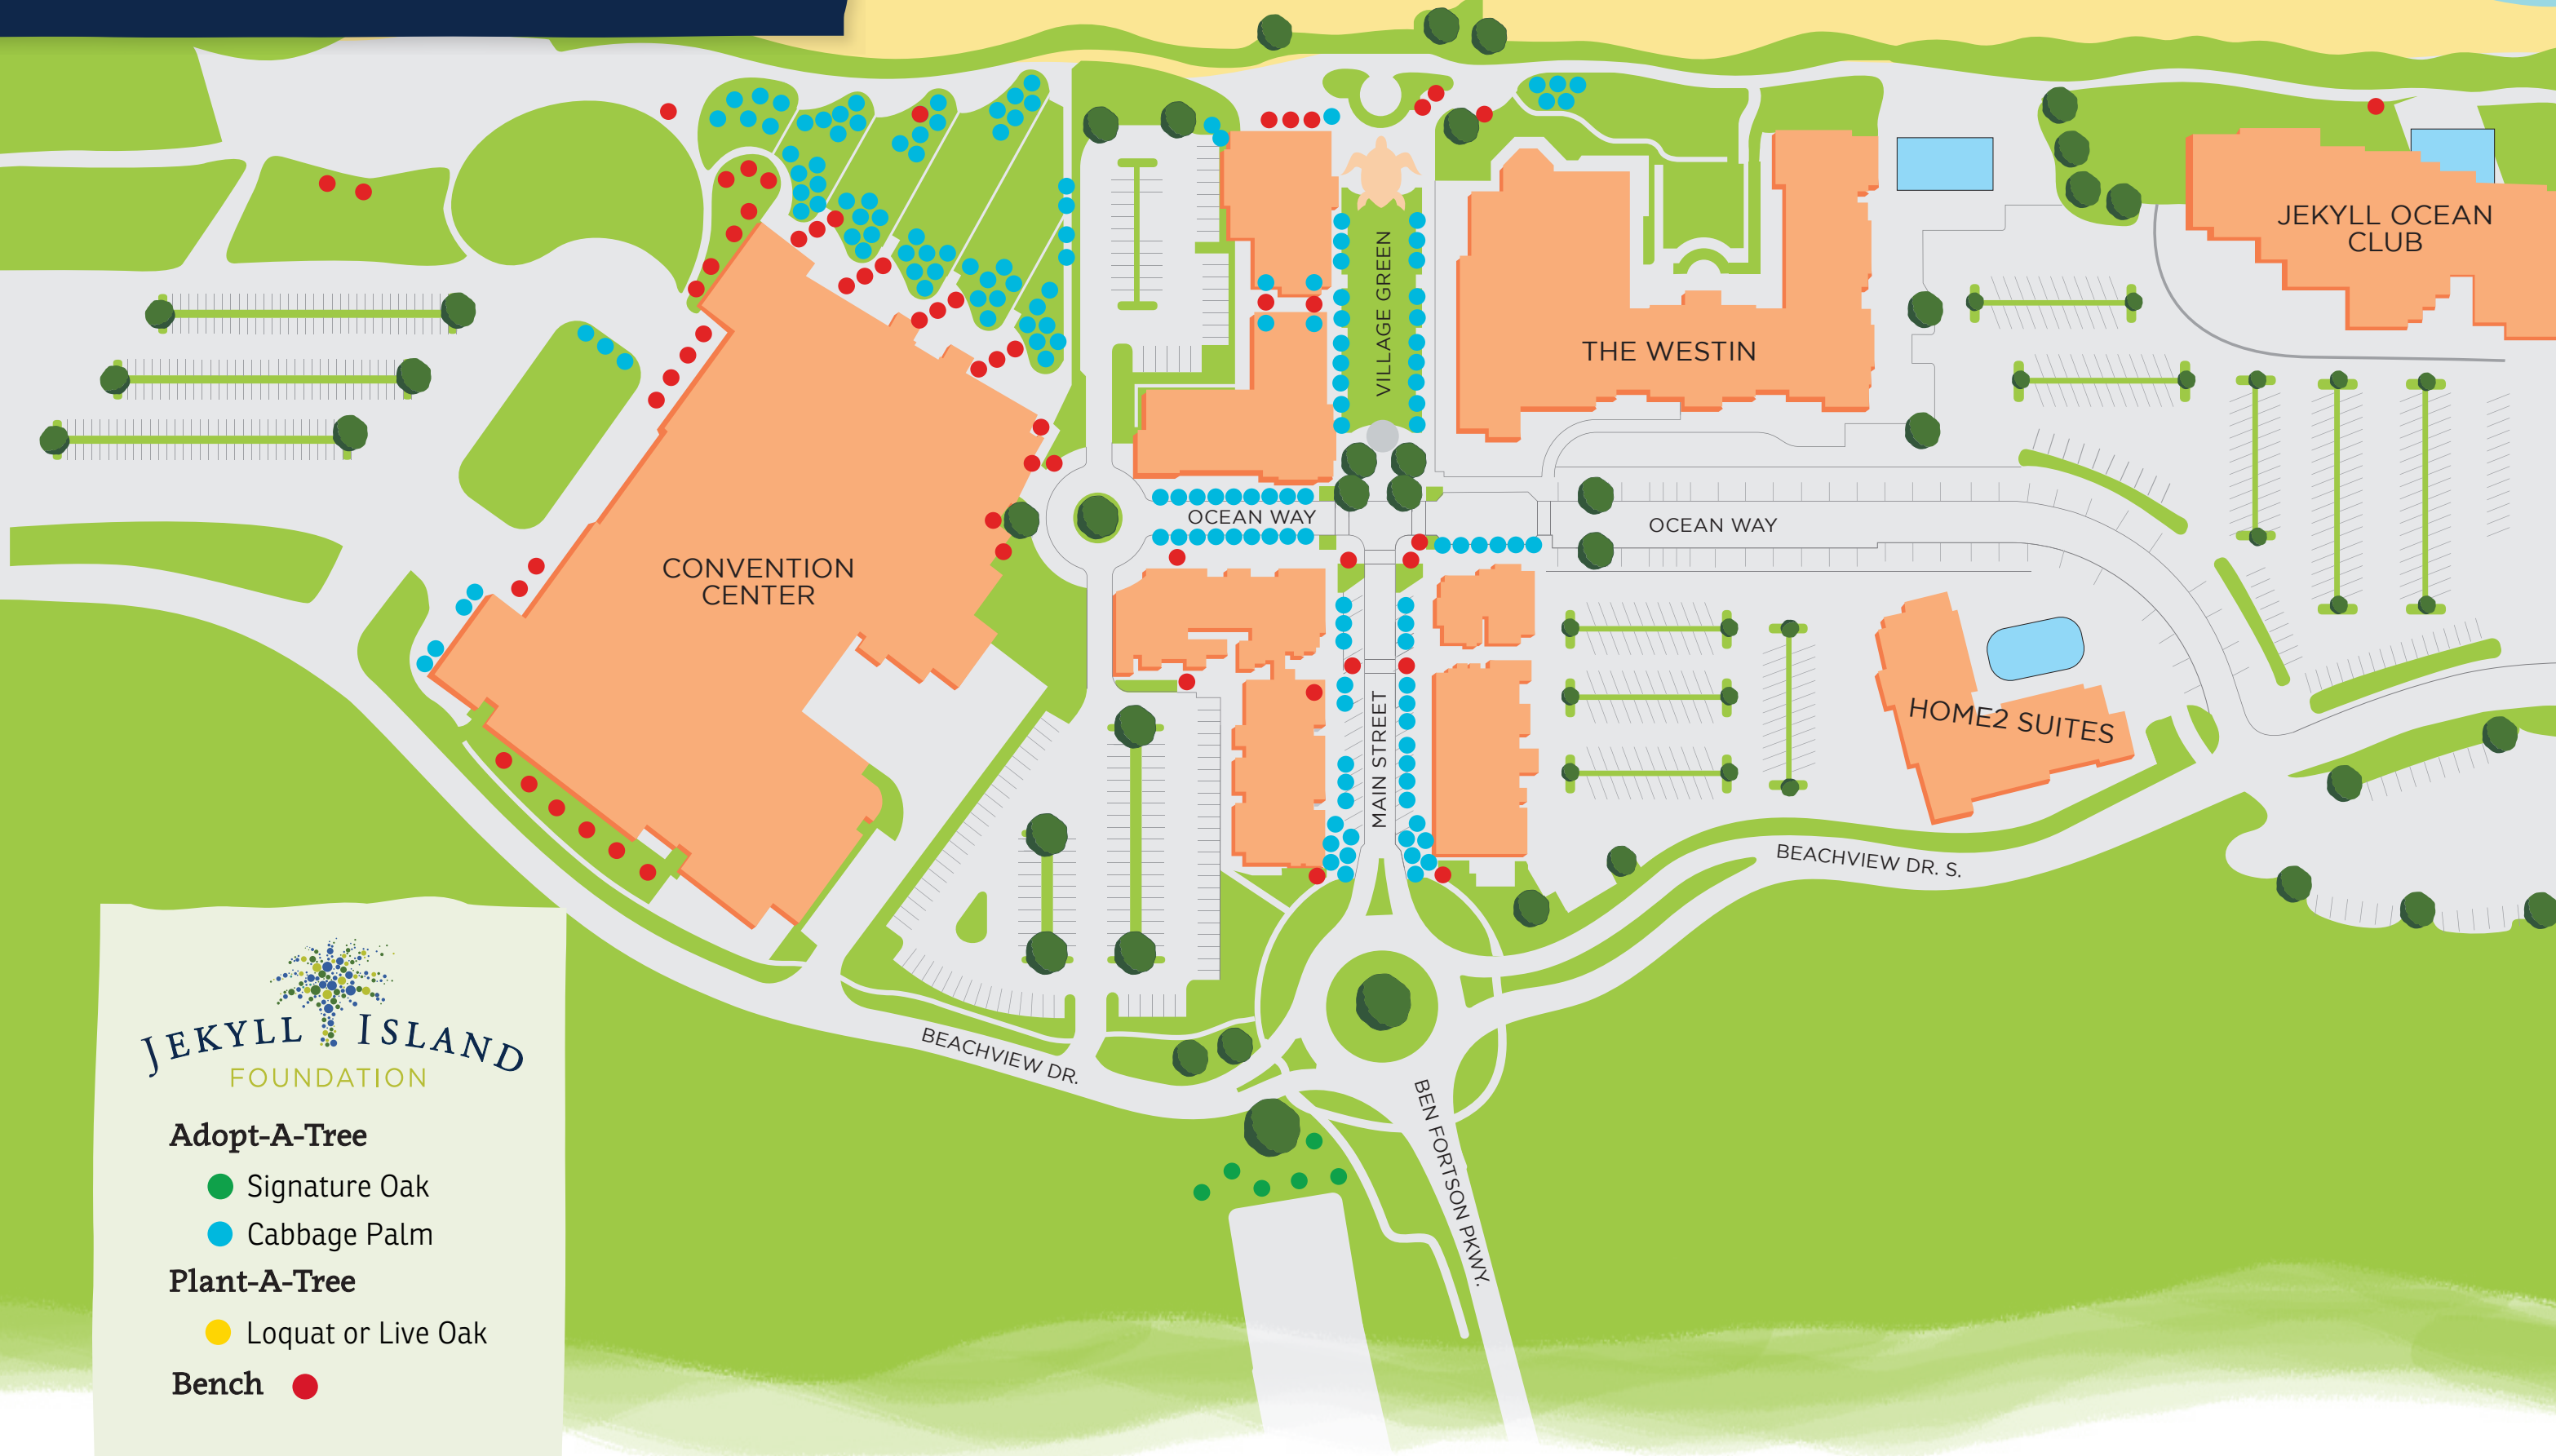 JEKYLL OCEAN
CLUB
VILLAGE GREEN
THE WESTIN
OCEAN WAY
OCEAN WAY
CONVENTION
CENTER
HOME2 SUITES
MAIN STREET
BEACHVIEW DR. S.
BEACHVIEW DR.
BEN FORTSON PKWY.
JEKYLL ISLAND
FOUNDATION
Adopt-A-Tree
Signature Oak
Cabbage Palm
Plant-A-Tree
Loquat or Live Oak
Bench